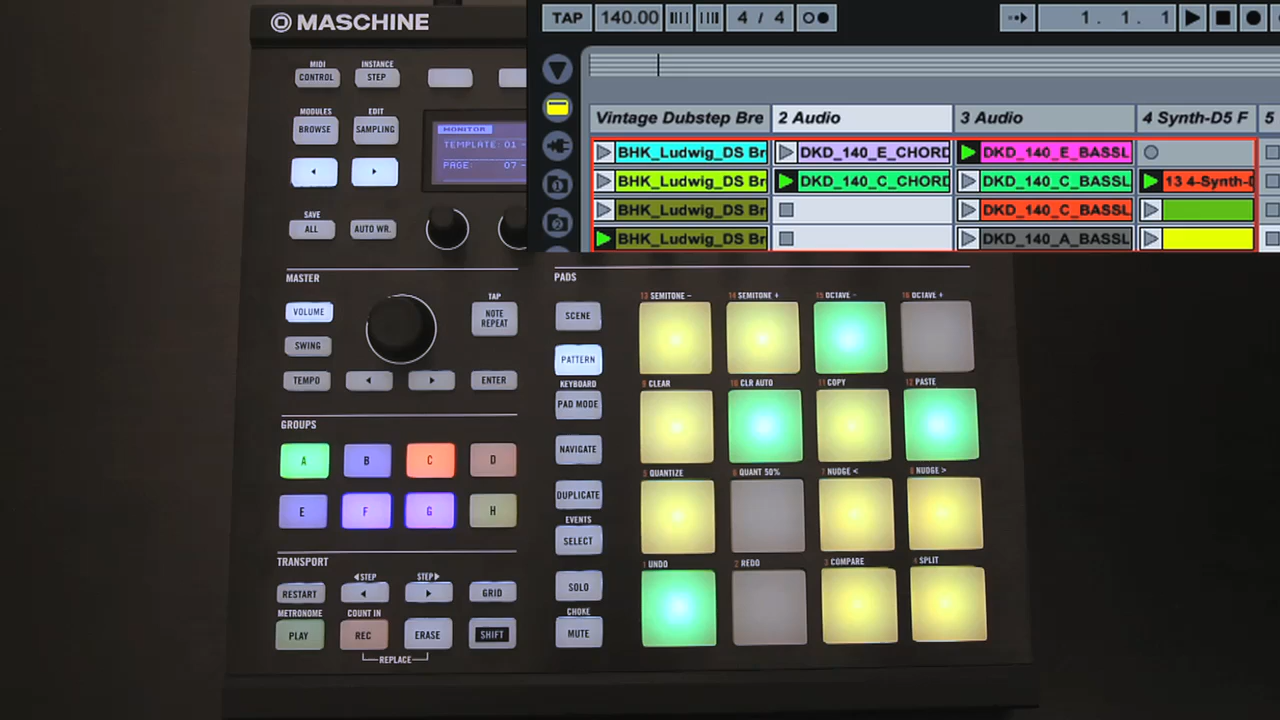 MASCHINE
TAP 140.00 4 / 4 1. 1. 1
MIDI INSTANCE
CONTROL STEP
MODULES EDIT
BROWSE SAMPLING
MONITOR
TEMPLATE: 01 -
PAGE: 07 -
SAVE
ALL AUTO WR.
Vintage Dubstep Bre 2 Audio 3 Audio 4 Synth-D5 F 5
BHK_Ludwig_DS Br DKD_140_E_CHORD DKD_140_E_BASSL
BHK_Ludwig_DS Br DKD_140_C_CHORD DKD_140_C_BASSL 13 4-Synth-D
BHK_Ludwig_DS Br DKD_140_C_BASSL
BHK_Ludwig_DS Br DKD_140_A_BASSL
MASTER
VOLUME TAP
NOTE
REPEAT
SWING
TEMPO ENTER
GROUPS
A B C D
E F G H
TRANSPORT
◀STEP STEP▶
RESTART GRID
METRONOME COUNT IN
PLAY REC ERASE SHIFT
REPLACE
PADS
SCENE
PATTERN
KEYBOARD
PAD MODE
NAVIGATE
DUPLICATE
EVENTS
SELECT
SOLO
CHOKE
MUTE
13 SEMITONE - 14 SEMITONE + 15 OCTAVE - 16 OCTAVE +
9 CLEAR 10 CLR AUTO 11 COPY 12 PASTE
5 QUANTIZE 6 QUANT 50% 7 NUDGE < 8 NUDGE >
1 UNDO 2 REDO 3 COMPARE 4 SPLIT